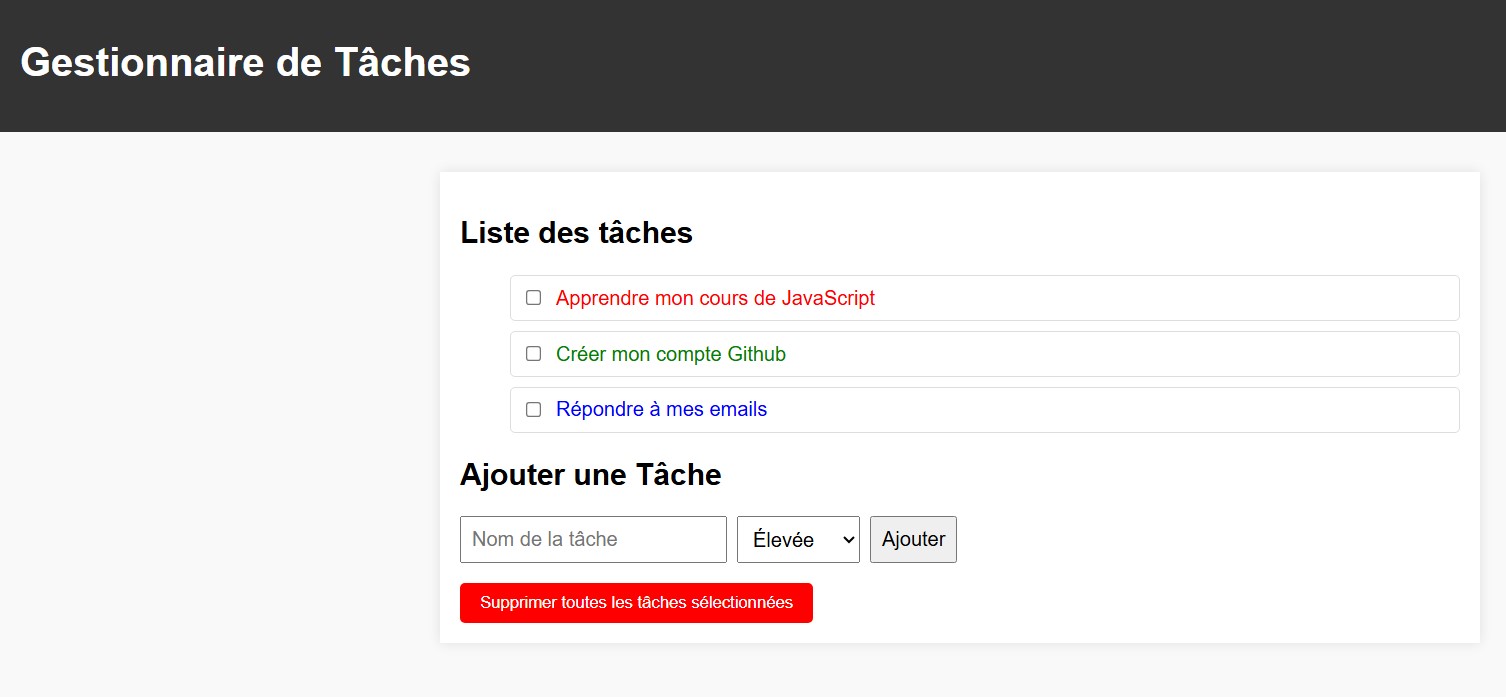 Gestionnaire de Tâches
Liste des tâches
Apprendre mon cours de JavaScript
Créer mon compte Github
Répondre à mes emails
Ajouter une Tâche
Nom de la tâche Élevée Ajouter
Supprimer toutes les tâches sélectionnées